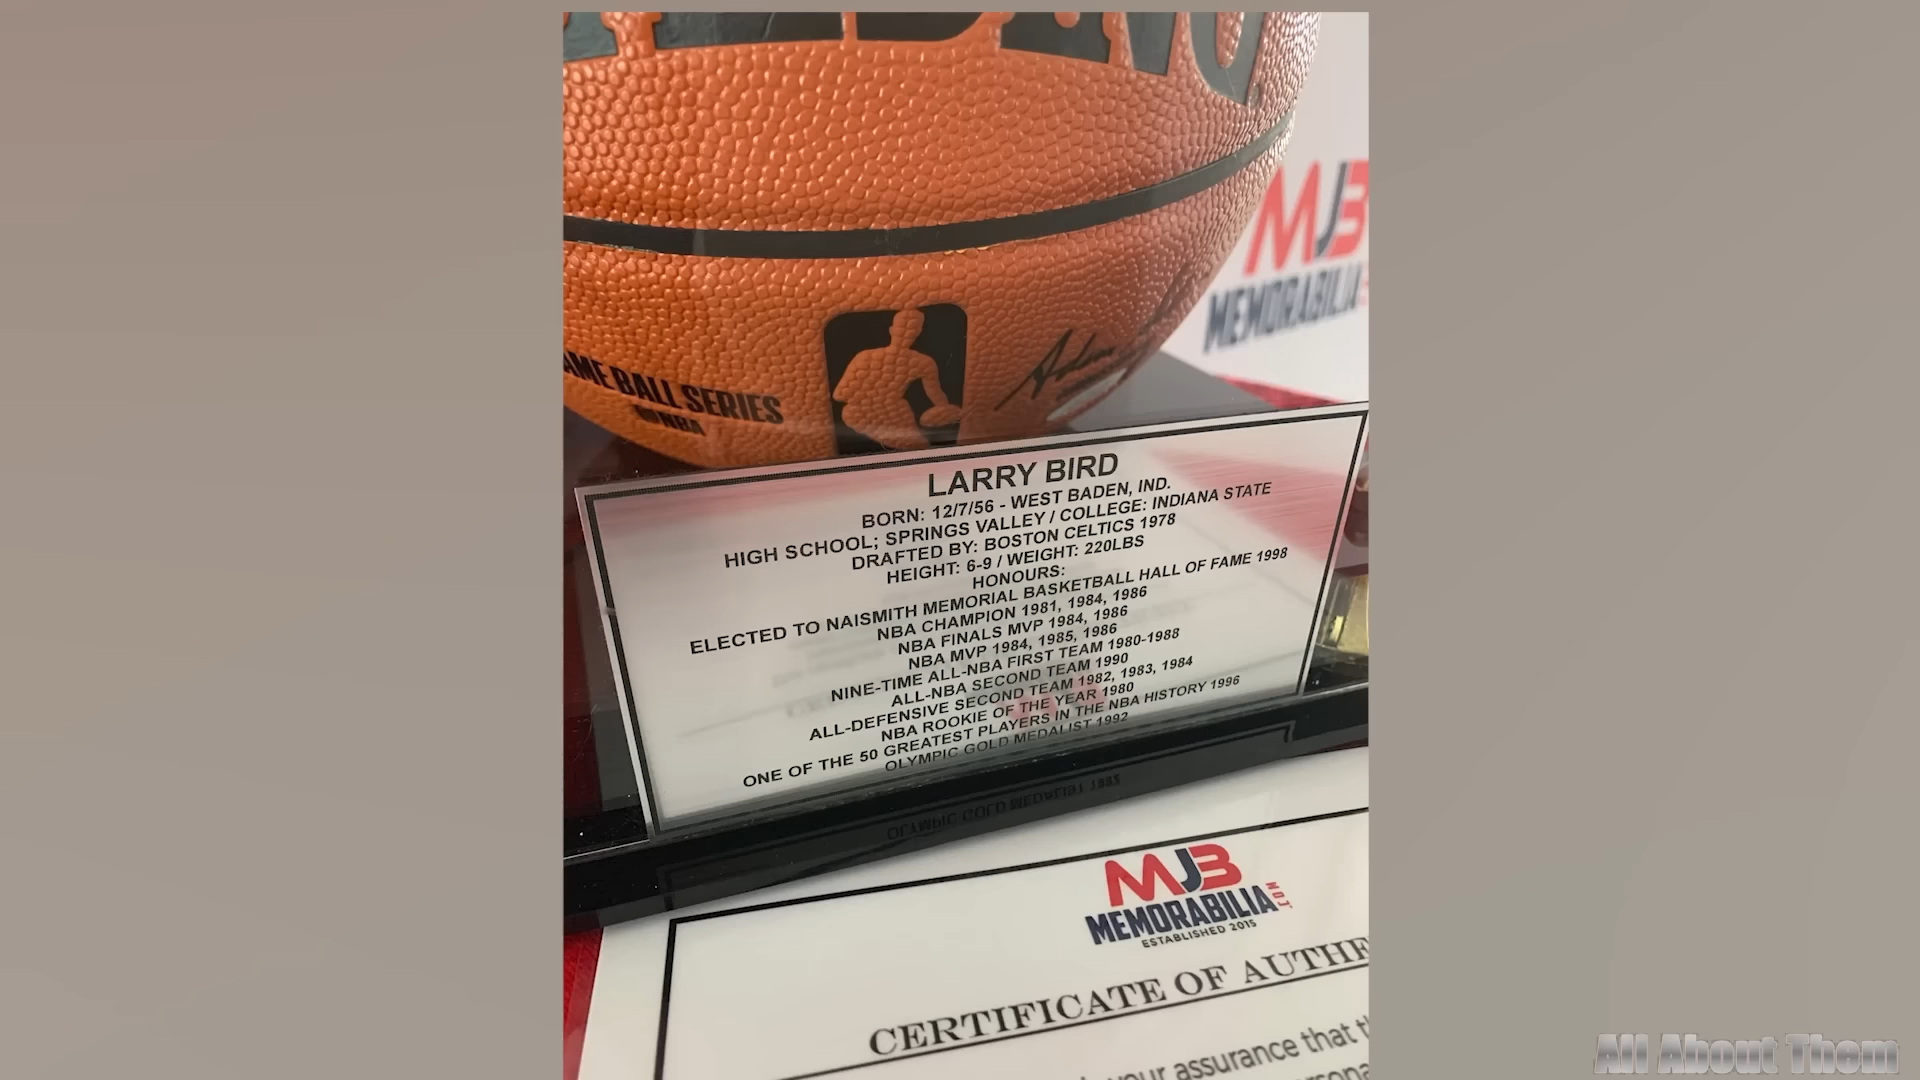 MJB
MEMORABILIA
AME BALL SERIES
NBA
LARRY BIRD
BORN: 12/7/56 - WEST BADEN, IND.
HIGH SCHOOL; SPRINGS VALLEY / COLLEGE: INDIANA STATE
DRAFTED BY: BOSTON CELTICS 1978
HEIGHT: 6-9 / WEIGHT: 220LBS
HONOURS:
ELECTED TO NAISMITH MEMORIAL BASKETBALL HALL OF FAME 1998
NBA CHAMPION 1981, 1984, 1986
NBA FINALS MVP 1984, 1986
NBA MVP 1984, 1985, 1986
NINE-TIME ALL-NBA FIRST TEAM 1980-1988
ALL-NBA SECOND TEAM 1990
ALL-DEFENSIVE SECOND TEAM 1982, 1983, 1984
NBA ROOKIE OF THE YEAR 1980
ONE OF THE 50 GREATEST PLAYERS IN THE NBA HISTORY 1996
OLYMPIC GOLD MEDALIST 1992
MJB
MEMORABILIA.COM
ESTABLISHED 2015
CERTIFICATE OF AUTHE
your assurance that t
All About Them